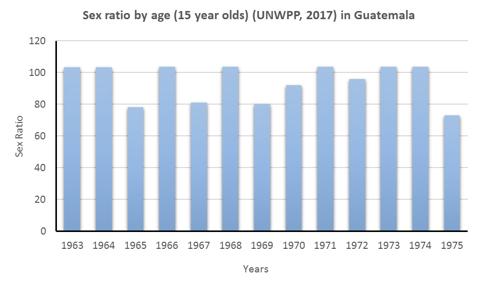 Sex ratio by age (15 year olds) (UNWPP, 2017) in Guatemala
120
100
80
60
40
20
0
Sex Ratio
1963 1964 1965 1966 1967 1968 1969 1970 1971 1972 1973 1974 1975
Years